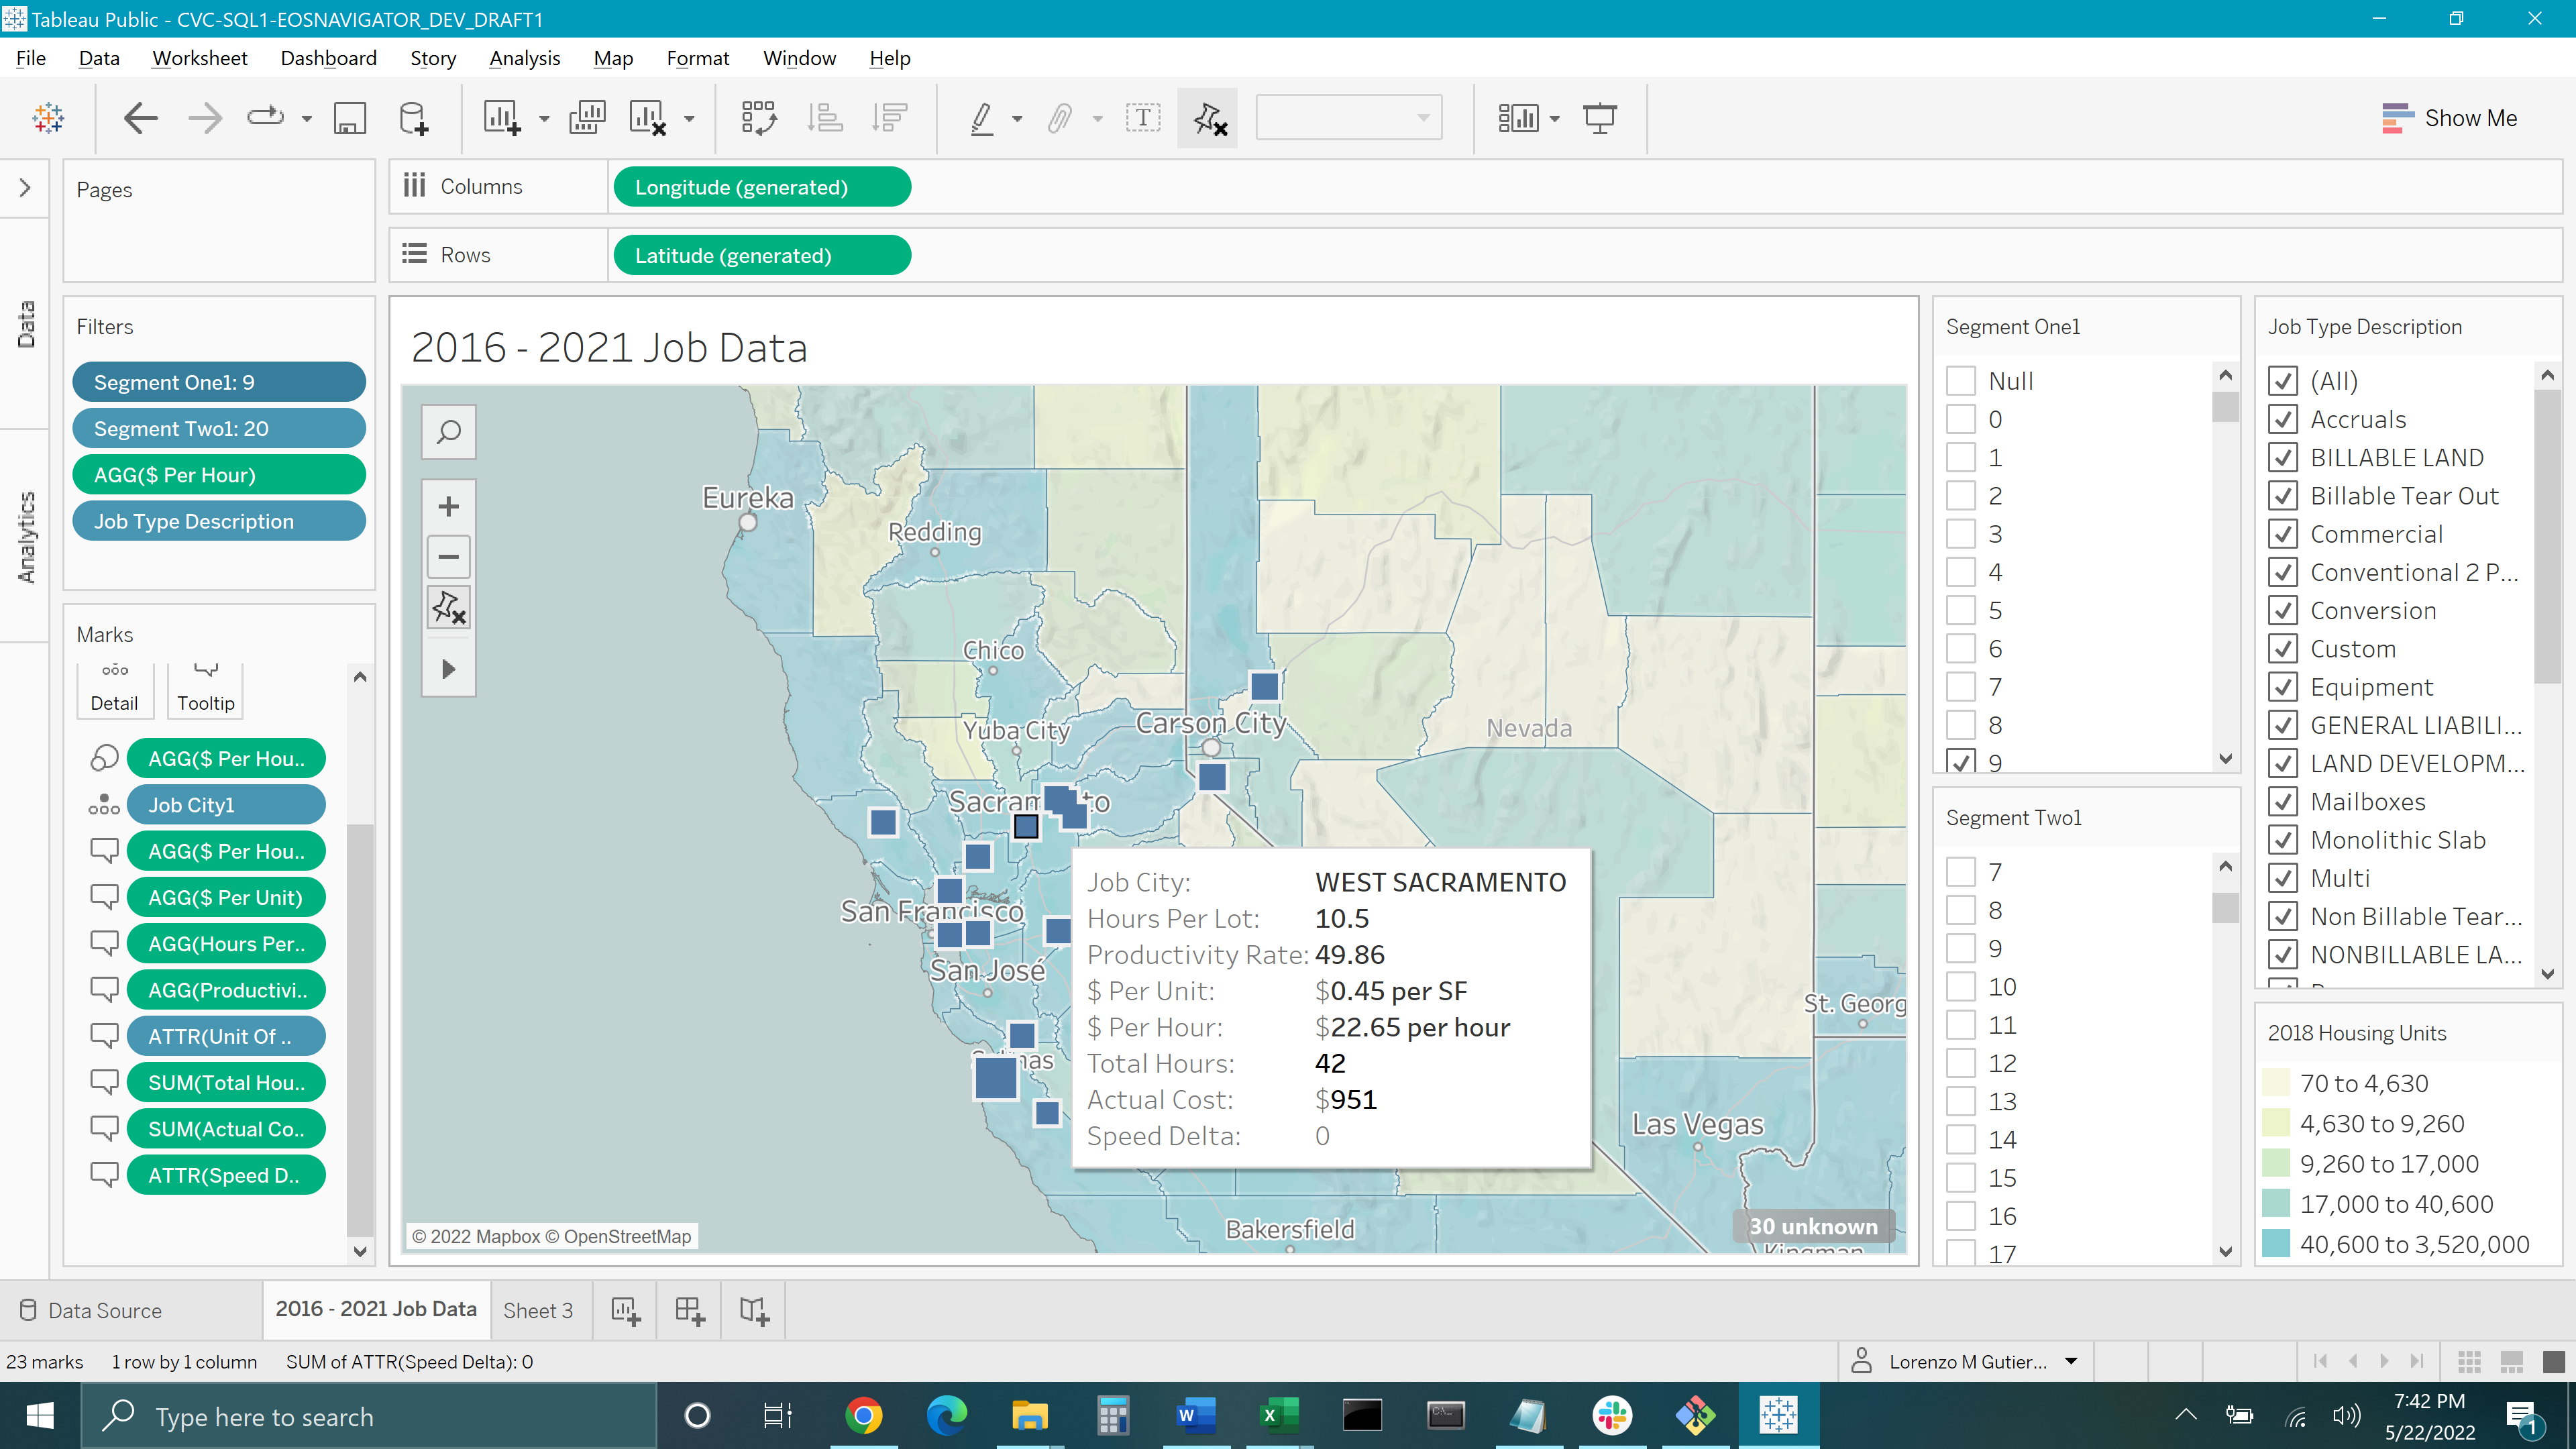 Tableau Public - CVC-SQL1-EOSNAVIGATOR_DEV_DRAFT1
File Data Worksheet Dashboard Story Analysis Map Format Window Help
Show Me
Pages
Columns
Longitude (generated)
Rows
Latitude (generated)
Data
Analytics
Filters
Segment One1: 9
Segment Two1: 20
AGG($ Per Hour)
Job Type Description
Marks
Detail
Tooltip
AGG($ Per Hou..
Job City1
AGG($ Per Hou..
AGG($ Per Unit)
AGG(Hours Per..
AGG(Productivi..
ATTR(Unit Of ..
SUM(Total Hou..
SUM(Actual Co..
ATTR(Speed D..
2016 - 2021 Job Data
Eureka
Redding
Chico
Yuba City
Carson City
Nevada
San Francisco
San José
St. Georg
Las Vegas
Bakersfield
Kingman
30 unknown
© 2022 Mapbox © OpenStreetMap
Job City: WEST SACRAMENTO
Hours Per Lot: 10.5
Productivity Rate: 49.86
$ Per Unit: $0.45 per SF
$ Per Hour: $22.65 per hour
Total Hours: 42
Actual Cost: $951
Speed Delta: 0
Segment One1
Null
0
1
2
3
4
5
6
7
8
9
Segment Two1
7
8
9
10
11
12
13
14
15
16
17
Job Type Description
(All)
Accruals
BILLABLE LAND
Billable Tear Out
Commercial
Conventional 2 P...
Conversion
Custom
Equipment
GENERAL LIABILI...
LAND DEVELOPM...
Mailboxes
Monolithic Slab
Multi
Non Billable Tear...
NONBILLABLE LA...
2018 Housing Units
70 to 4,630
4,630 to 9,260
9,260 to 17,000
17,000 to 40,600
40,600 to 3,520,000
Data Source
2016 - 2021 Job Data
Sheet 3
23 marks 1 row by 1 column SUM of ATTR(Speed Delta): 0
Lorenzo M Gutier...
Type here to search
7:42 PM
5/22/2022
1